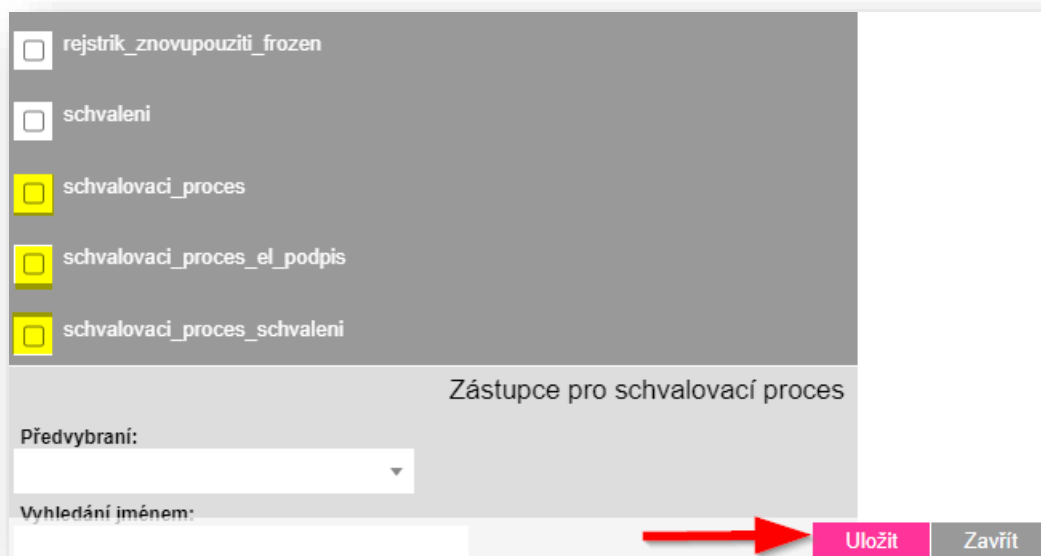 rejstrik_znovupouziti_frozen
schvaleni
schvalovaci_proces
schvalovaci_proces_el_podpis
schvalovaci_proces_schvaleni
Zástupce pro schvalovací proces
Předvybraní:
Vyhledání jménem:
Uložit Zavřít